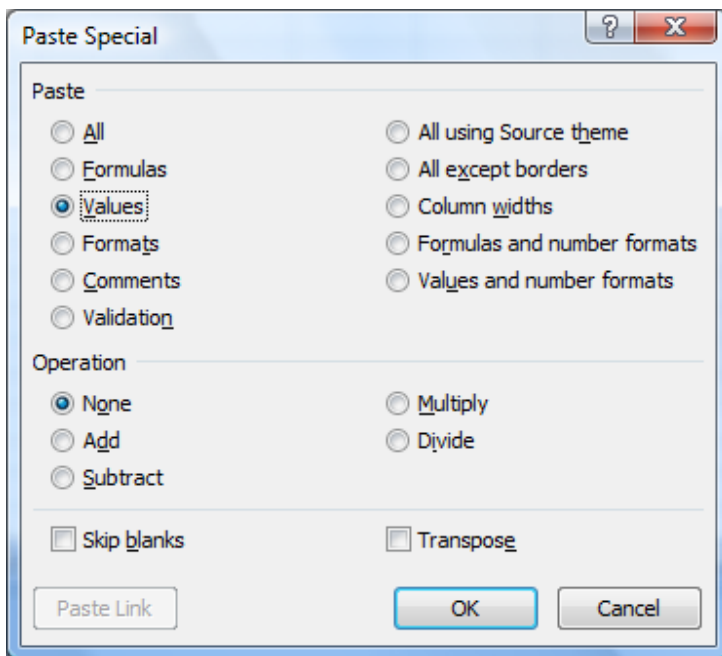 Paste Special
Paste
All
All using Source theme
Formulas
All except borders
Values
Column widths
Formats
Formulas and number formats
Comments
Values and number formats
Validation
Operation
None
Multiply
Add
Divide
Subtract
Skip blanks
Transpose
Paste Link
OK
Cancel